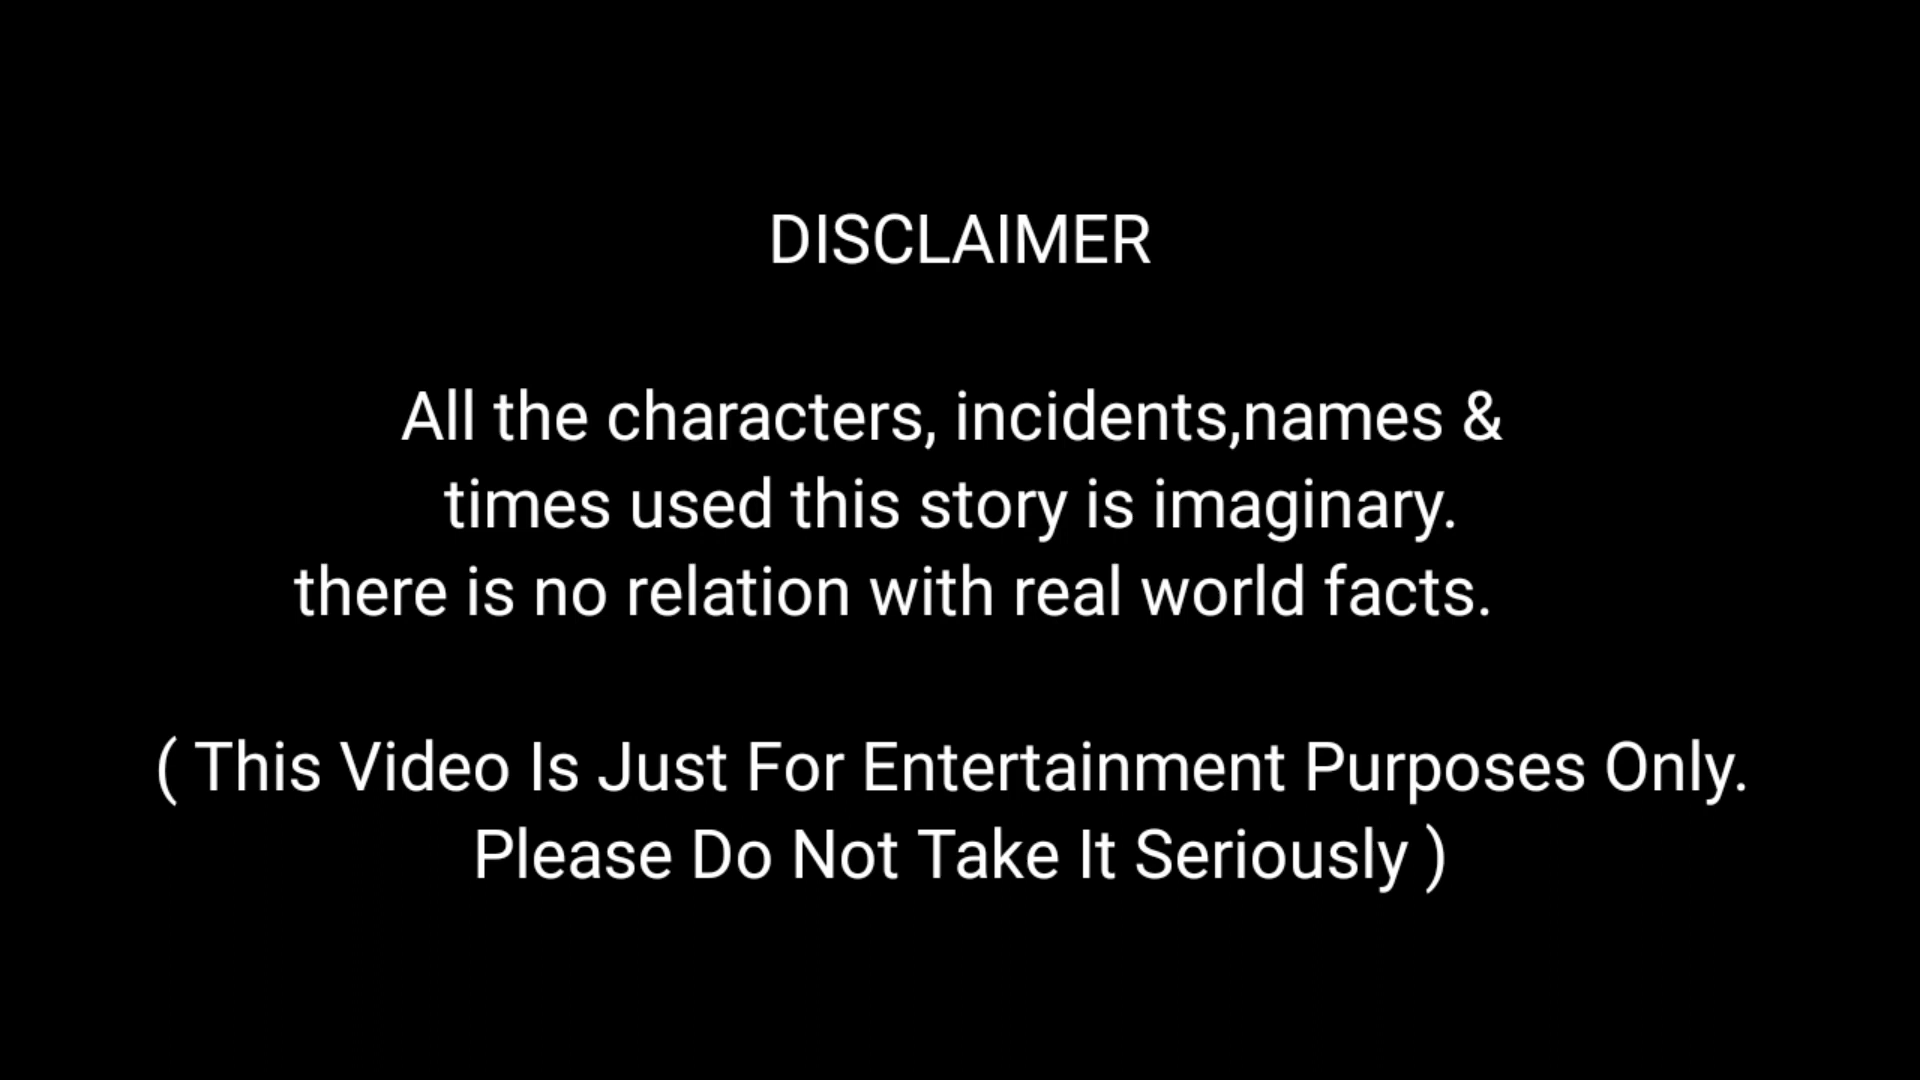 DISCLAIMER
All the characters, incidents,names &
times used this story is imaginary.
there is no relation with real world facts.
( This Video Is Just For Entertainment Purposes Only.
Please Do Not Take It Seriously )